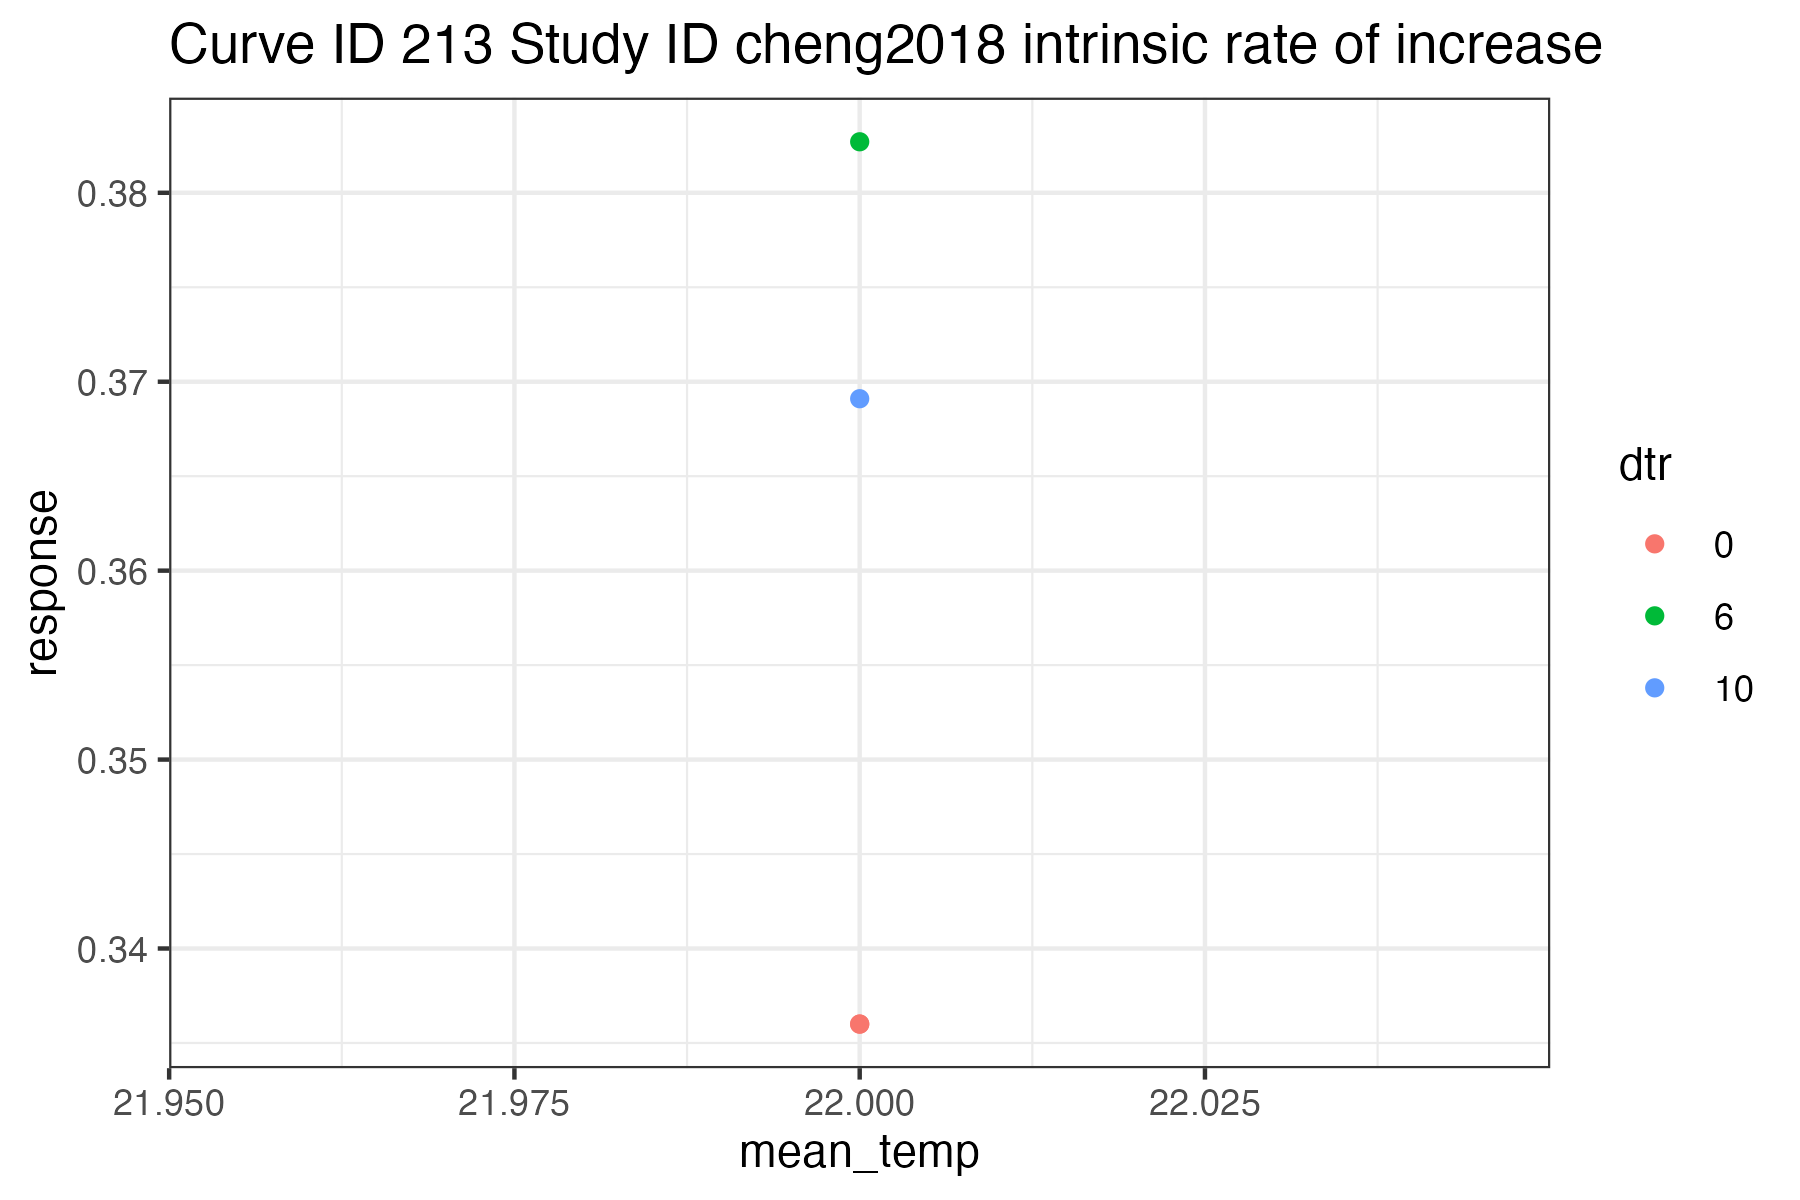 Curve ID 213 Study ID cheng2018 intrinsic rate of increase
0.38
0.37
0.36
0.35
0.34
response
21.950 21.975 22.000 22.025
mean_temp
dtr
0
6
10